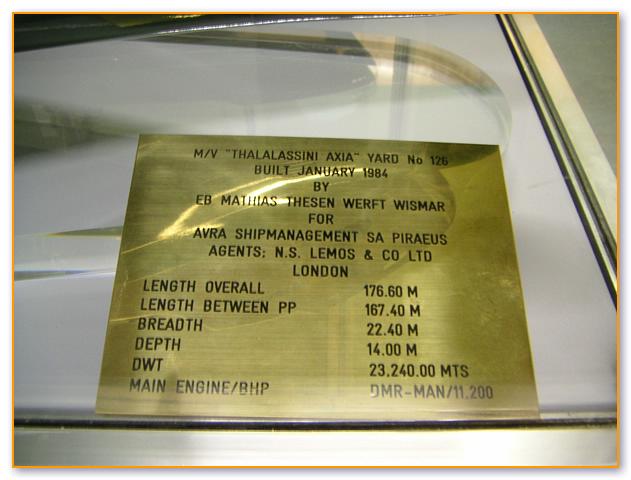 M/V "THALALASSINI AXIA" YARD No 126
BUILT JANUARY 1984
BY
EB MATHIAS THESEN WERFT WISMAR
FOR
AVRA SHIPMANAGEMENT SA PIRAEUS
AGENTS: N.S. LEMOS & CO LTD
LONDON
LENGTH OVERALL 176.60 M
LENGTH BETWEEN PP 167.40 M
BREADTH 22.40 M
DEPTH 14.00 M
DWT 23,240.00 MTS
MAIN ENGINE/BHP DMR-MAN/11.200